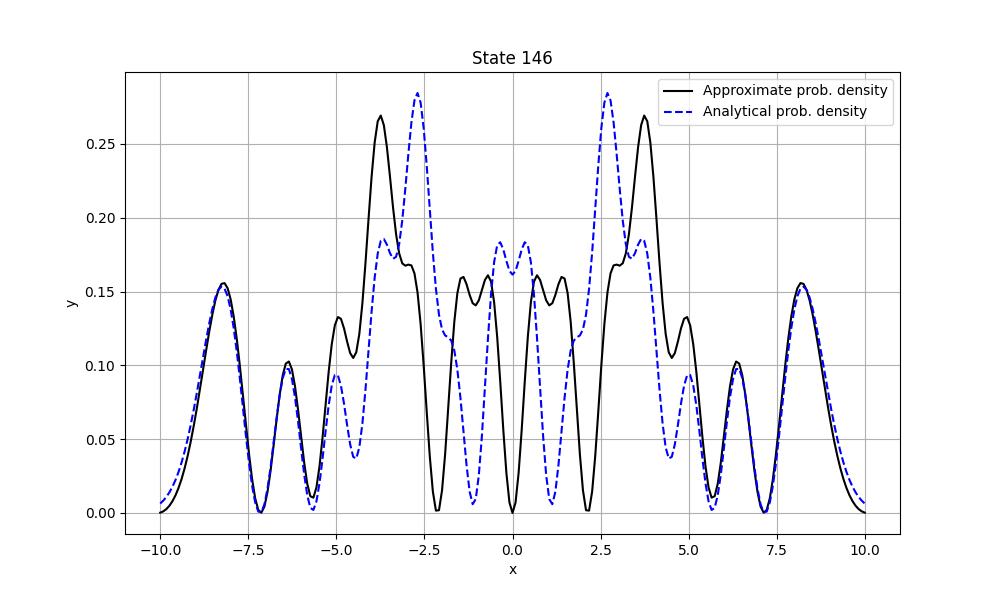 State 146
Approximate prob. density
Analytical prob. density
y
0.25
0.20
0.15
0.10
0.05
0.00
−10.0 −7.5 −5.0 −2.5 0.0 2.5 5.0 7.5 10.0
x